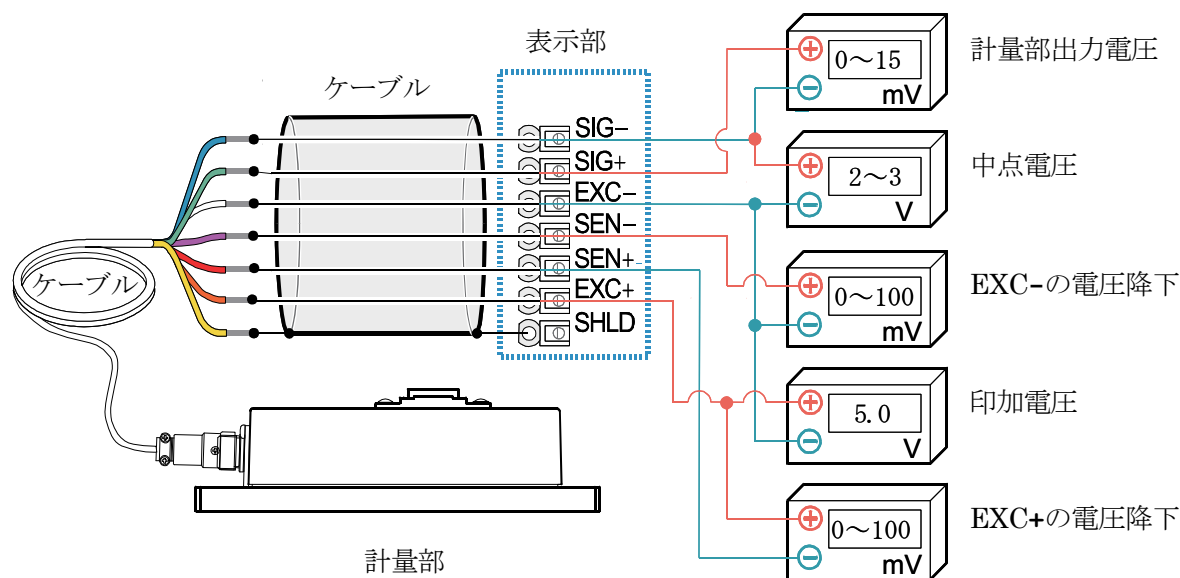 表示部
ケーブル
SIG-
SIG+
EXC-
SEN-
SEN+
EXC+
SHLD
ケーブル
計量部
0～15
mV
計量部出力電圧
2～3
V
中点電圧
0～100
mV
EXC-の電圧降下
5.0
V
印加電圧
0～100
mV
EXC+の電圧降下